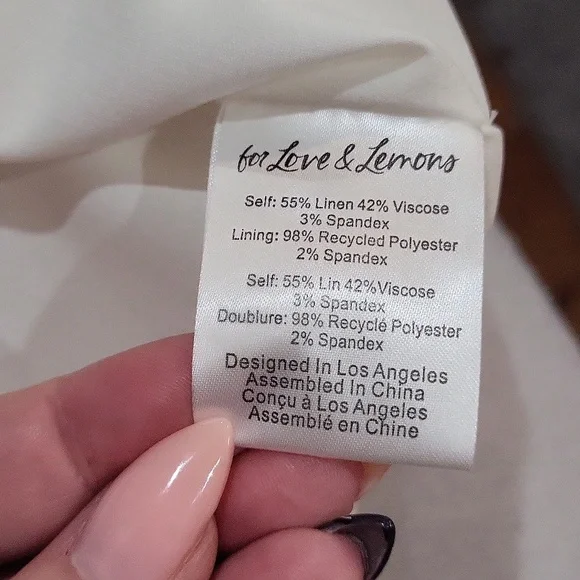 for Love & Lemons
Self: 55% Linen 42% Viscose
3% Spandex
Lining: 98% Recycled Polyester
2% Spandex
Self: 55% Lin 42%Viscose
3% Spandex
Doublure: 98% Recyclé Polyester
2% Spandex
Designed In Los Angeles
Assembled In China
Conçu à Los Angeles
Assemblé en Chine